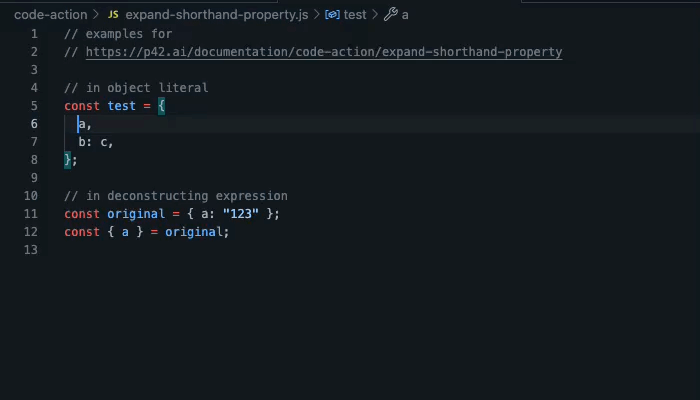 code-action > JS expand-shorthand-property.js > test > a
1 // examples for
2 // https://p42.ai/documentation/code-action/expand-shorthand-property
3
4 // in object literal
5 const test = {
6 a,
7 b: c,
8 };
9
10 // in deconstructing expression
11 const original = { a: "123" };
12 const { a } = original;
13